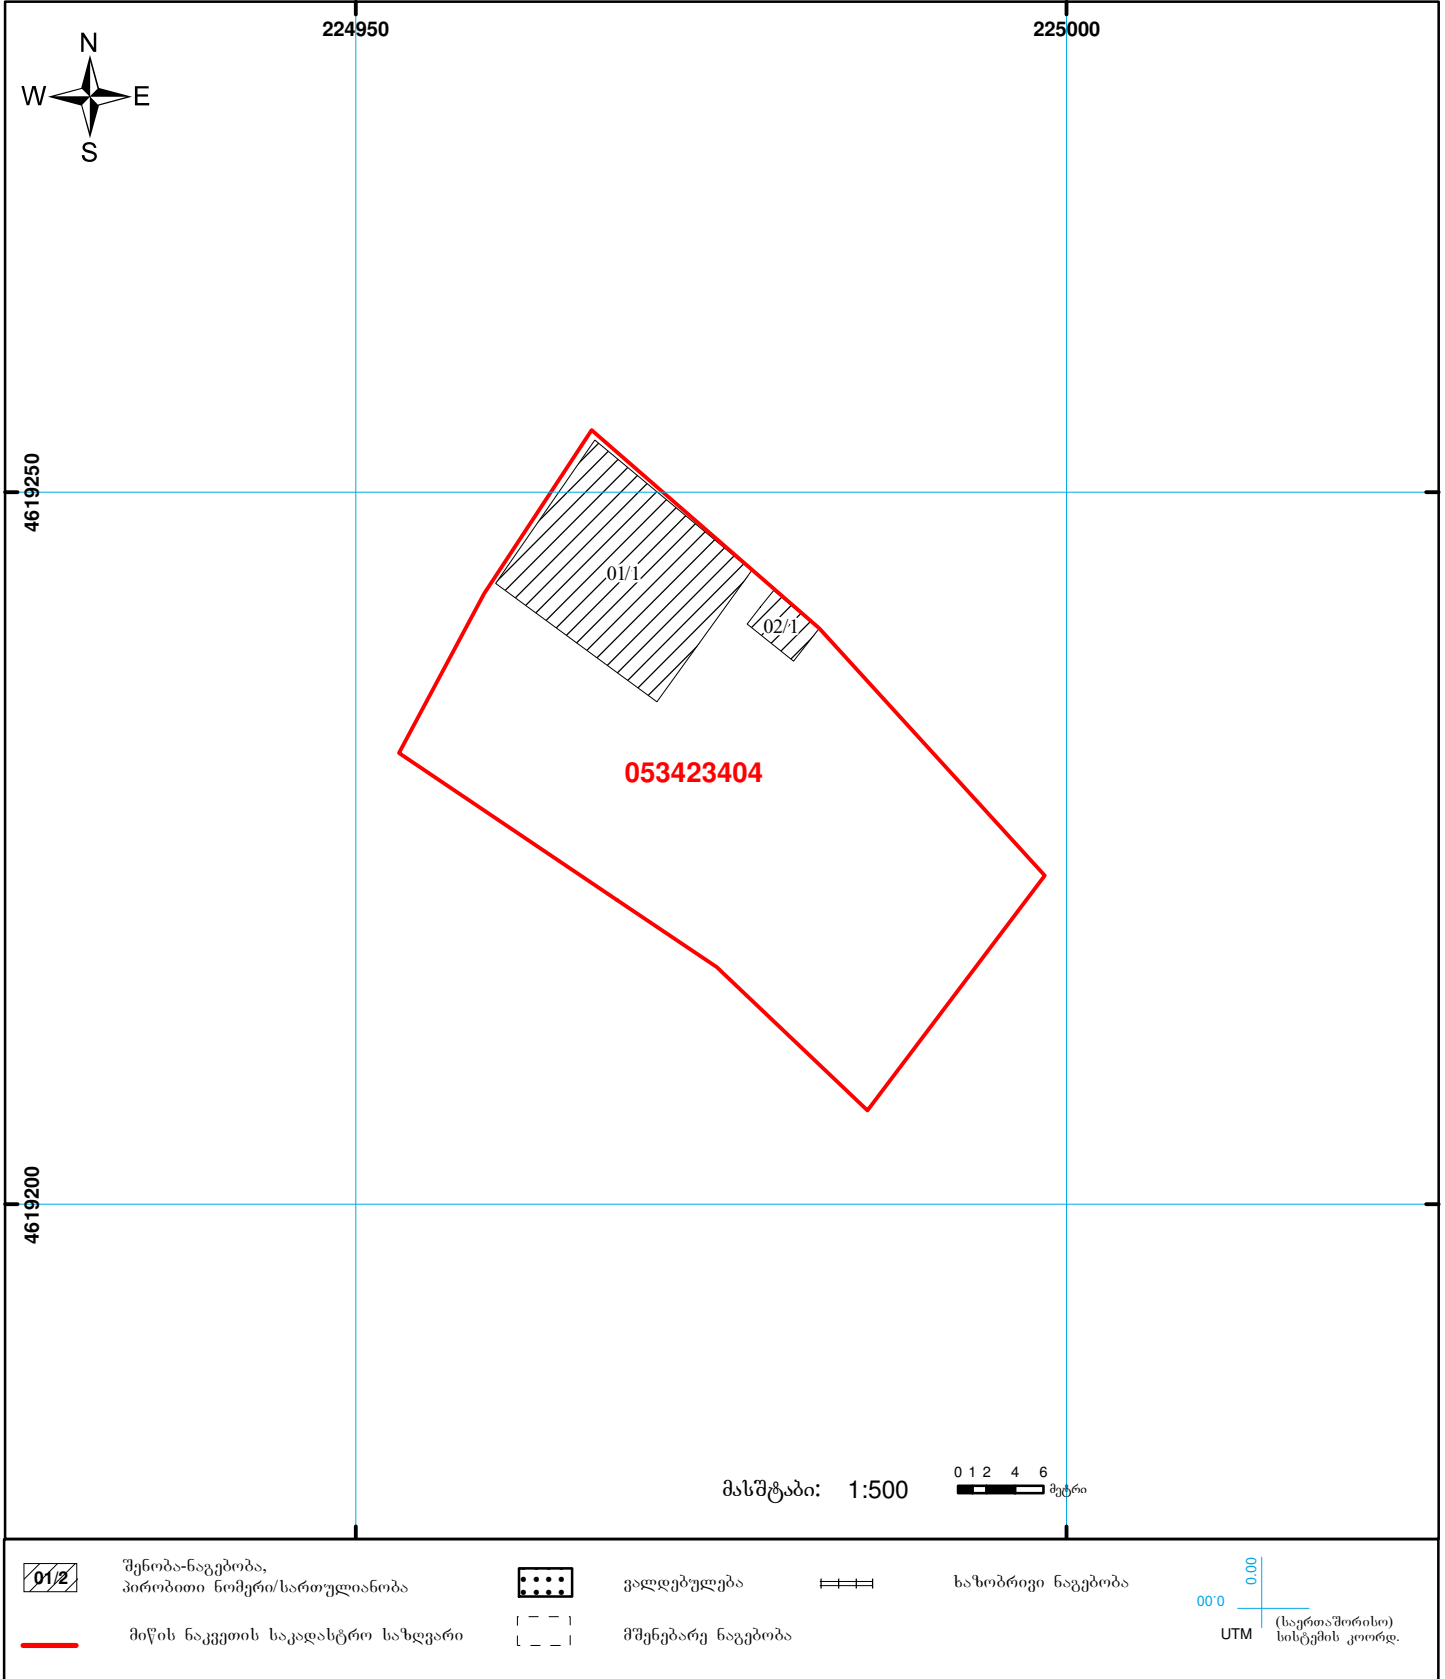 224950
225000
N
W E
S
4619250
01/1
02/1
053423404
4619200
მასშტაბი: 1:500
0 1 2 4 6
მეტრი
01/2
შენობა-ნაგებობა,
პირობითი ნომერი/სართულიანობა
ვალდებულება
ხაზობრივი ნაგებობა
მიწის ნაკვეთის საკადასტრო საზღვარი
მშენებარე ნაგებობა
0.00
0.00
UTM
(საერთაშორისო)
სისტემის კოორდ.